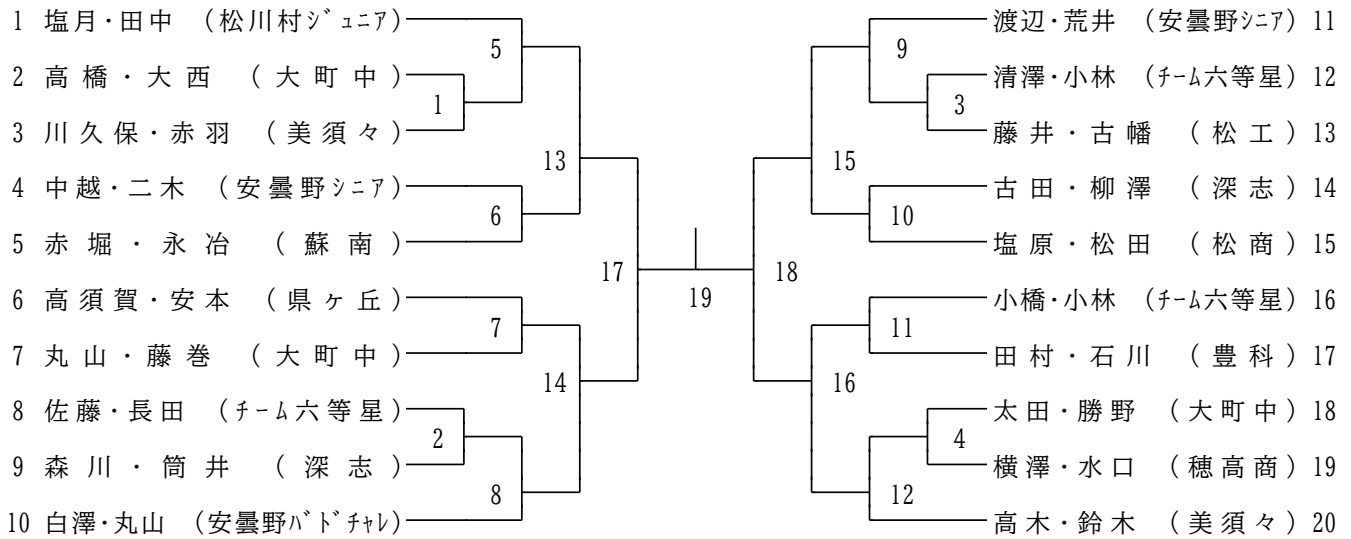 1 塩月・田中 (松川村ｼﾞｭﾆｱ)
2 高橋・大西 (大町中)
3 川久保・赤羽 (美須々)
4 中越・二木 (安曇野ｼﾆｱ)
5 赤堀・永冶 (蘇南)
6 高須賀・安本 (県ヶ丘)
7 丸山・藤巻 (大町中)
8 佐藤・長田 (ﾁｰﾑ六等星)
9 森川・筒井 (深志)
10 白澤・丸山 (安曇野ﾊﾞﾄﾞﾁｬﾚ)
5
1
13
6
17
7
14
2
8
19
18
9
3
15
10
11
16
4
12
渡辺・荒井 (安曇野ｼﾆｱ) 11
清澤・小林 (ﾁｰﾑ六等星) 12
藤井・古幡 (松工) 13
古田・柳澤 (深志) 14
塩原・松田 (松商) 15
小橋・小林 (ﾁｰﾑ六等星) 16
田村・石川 (豊科) 17
太田・勝野 (大町中) 18
横澤・水口 (穂高商) 19
高木・鈴木 (美須々) 20